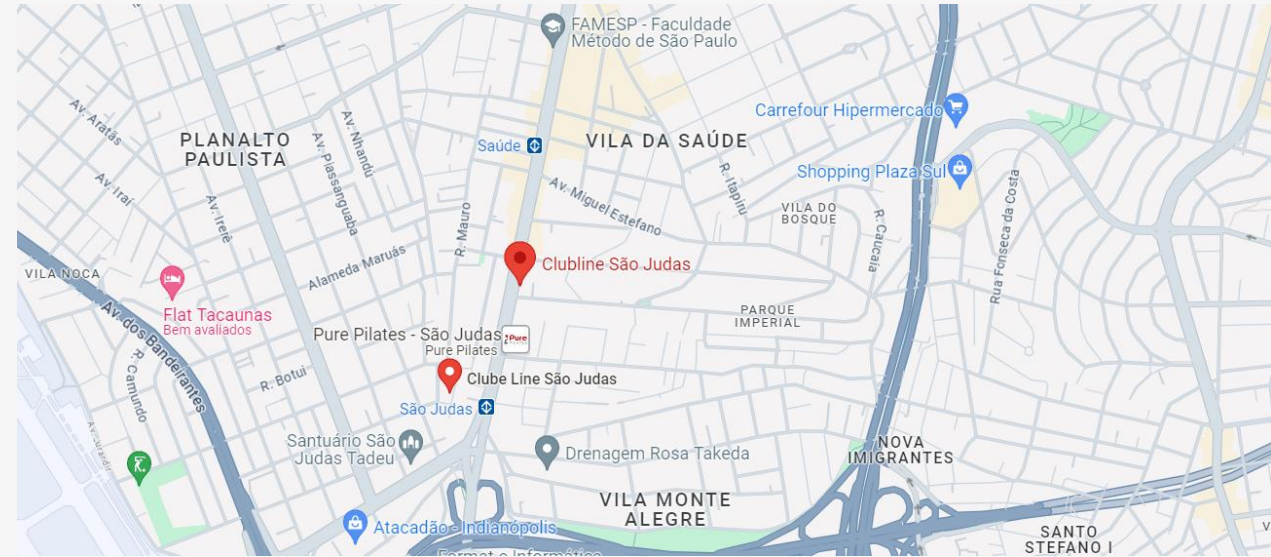 FAMESP - Faculdade
Método de São Paulo
Carrefour Hipermercado
Av. Aratãs
PLANALTO
PAULISTA
Av. Piassanguaba
Av. Nhandú
Saúde
VILA DA SAÚDE
Shopping Plaza Sul
Av. Iraí
Av. Irerê
R. Mauro
Av. Miguel Estefano
R. Itapiru
VILA DO
BOSQUE
R. Caucaia
Rua Fonseca da Costa
Alameda Maruás
Clubline São Judas
VILA NOCA
Flat Tacaunas
Bem avaliados
Av. dos Bandeirantes
PARQUE
IMPERIAL
Pure Pilates - São Judas
Pure Pilates
Pure
R. Camundo
R. Botui
Clube Line São Judas
São Judas
Santuário São
Judas Tadeu
Drenagem Rosa Takeda
NOVA
IMIGRANTES
VILA MONTE
ALEGRE
Atacadão - Indianópolis
SANTO
STEFANO I
V